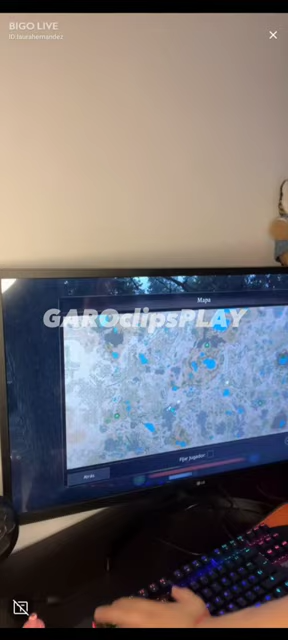 BIGO LIVE
ID:laurahernandez
Mapa
GAROclipsPLAY
Fijar jugador
Atrás
LG